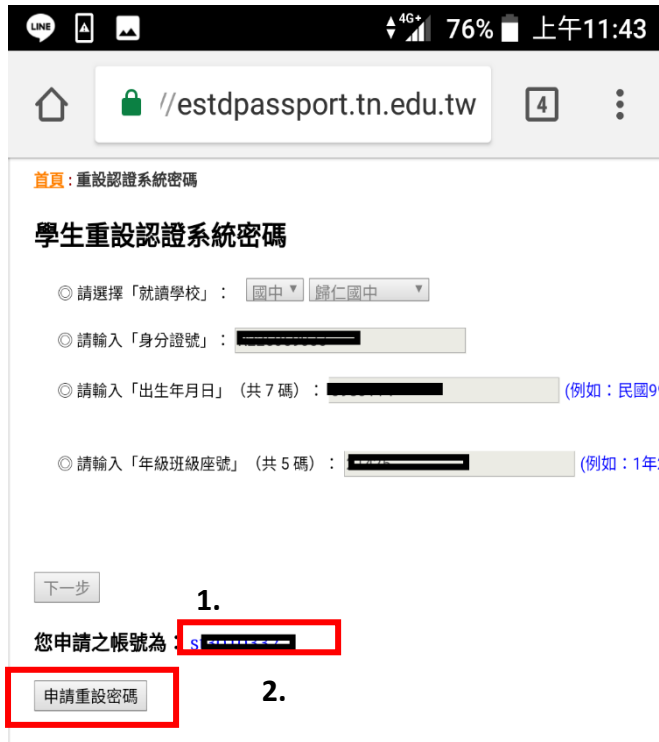 LINE 4G+ 76% 上午11:43
//estdpassport.tn.edu.tw 4
首頁 : 重設認證系統密碼
學生重設認證系統密碼
◎ 請選擇「就讀學校」： 國中 歸仁國中
◎ 請輸入「身分證號」：
◎ 請輸入「出生年月日」（共 7 碼）： (例如：民國9
◎ 請輸入「年級班級座號」（共 5 碼）： (例如：1年
下一步
1.
您申請之帳號為：
申請重設密碼
2.